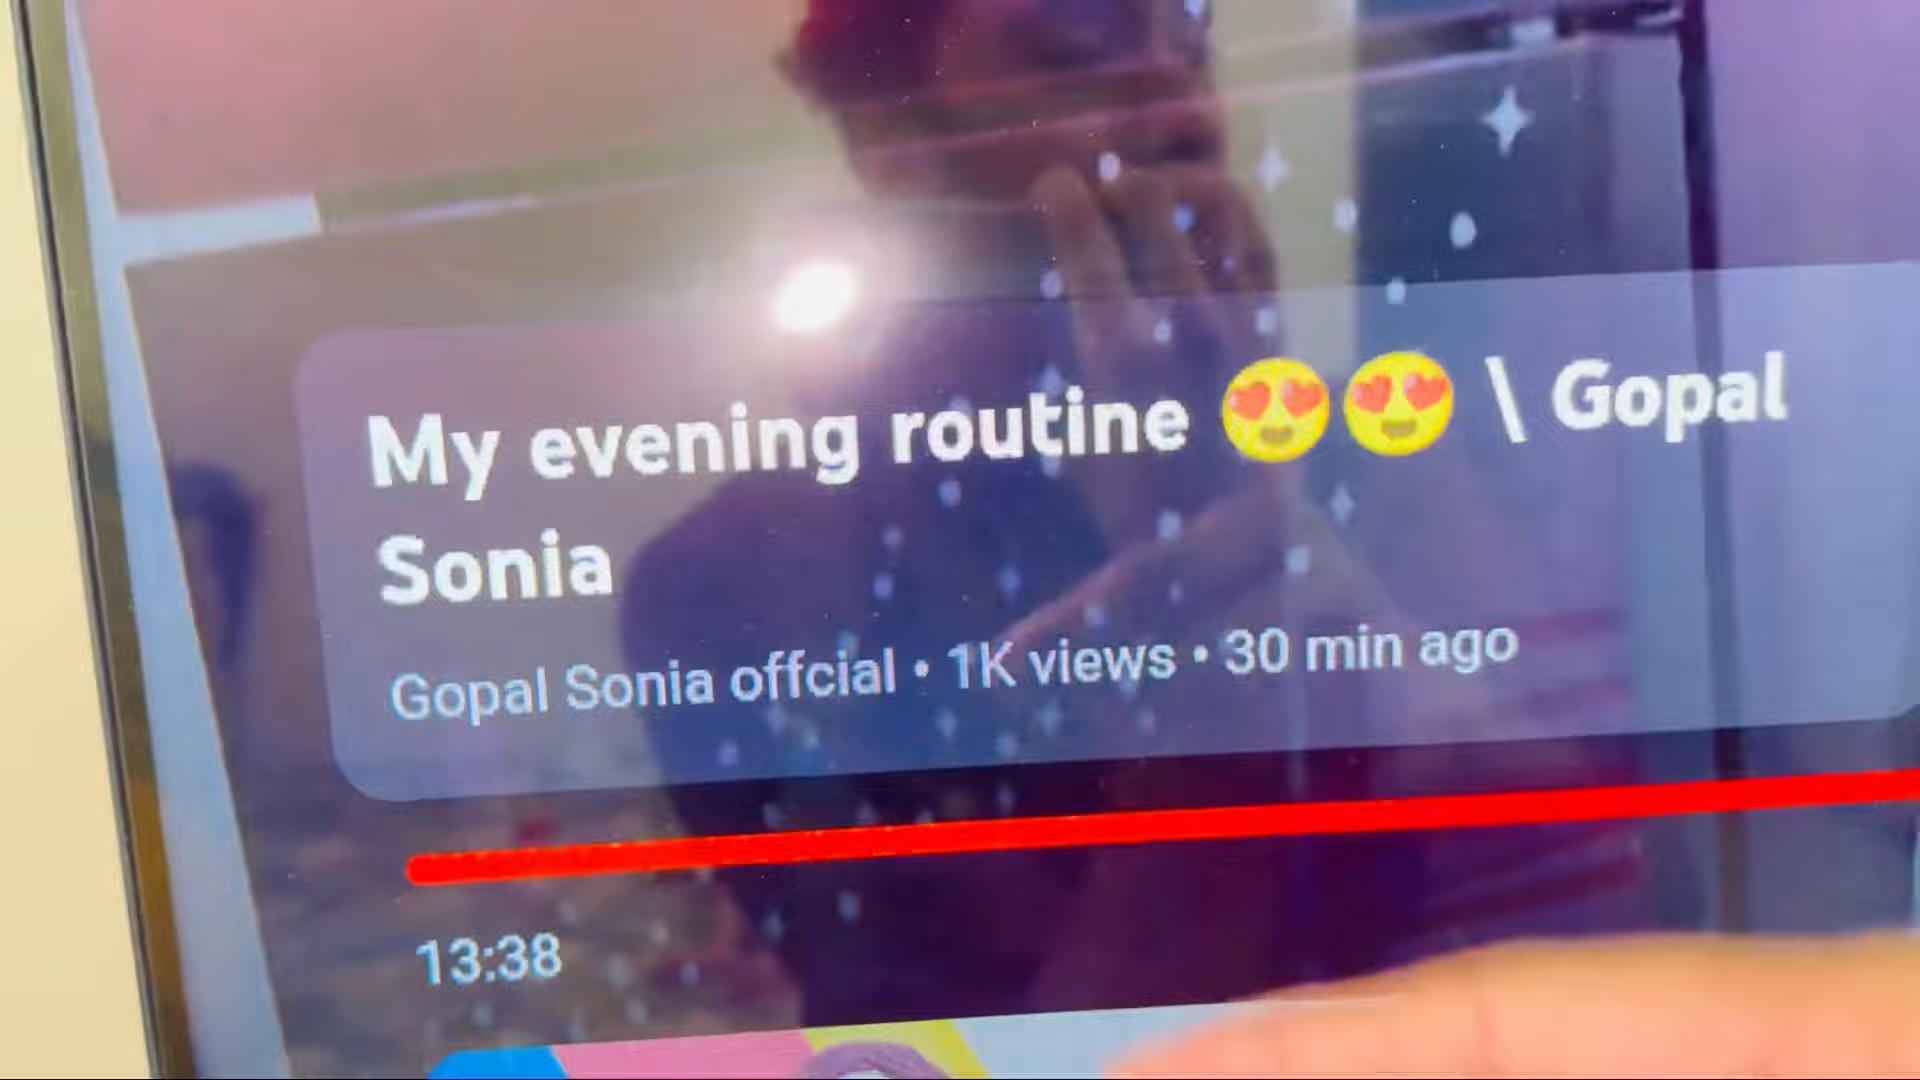 My evening routine 😍😍 \ Gopal
Sonia
Gopal Sonia offcial • 1K views • 30 min ago
13:38